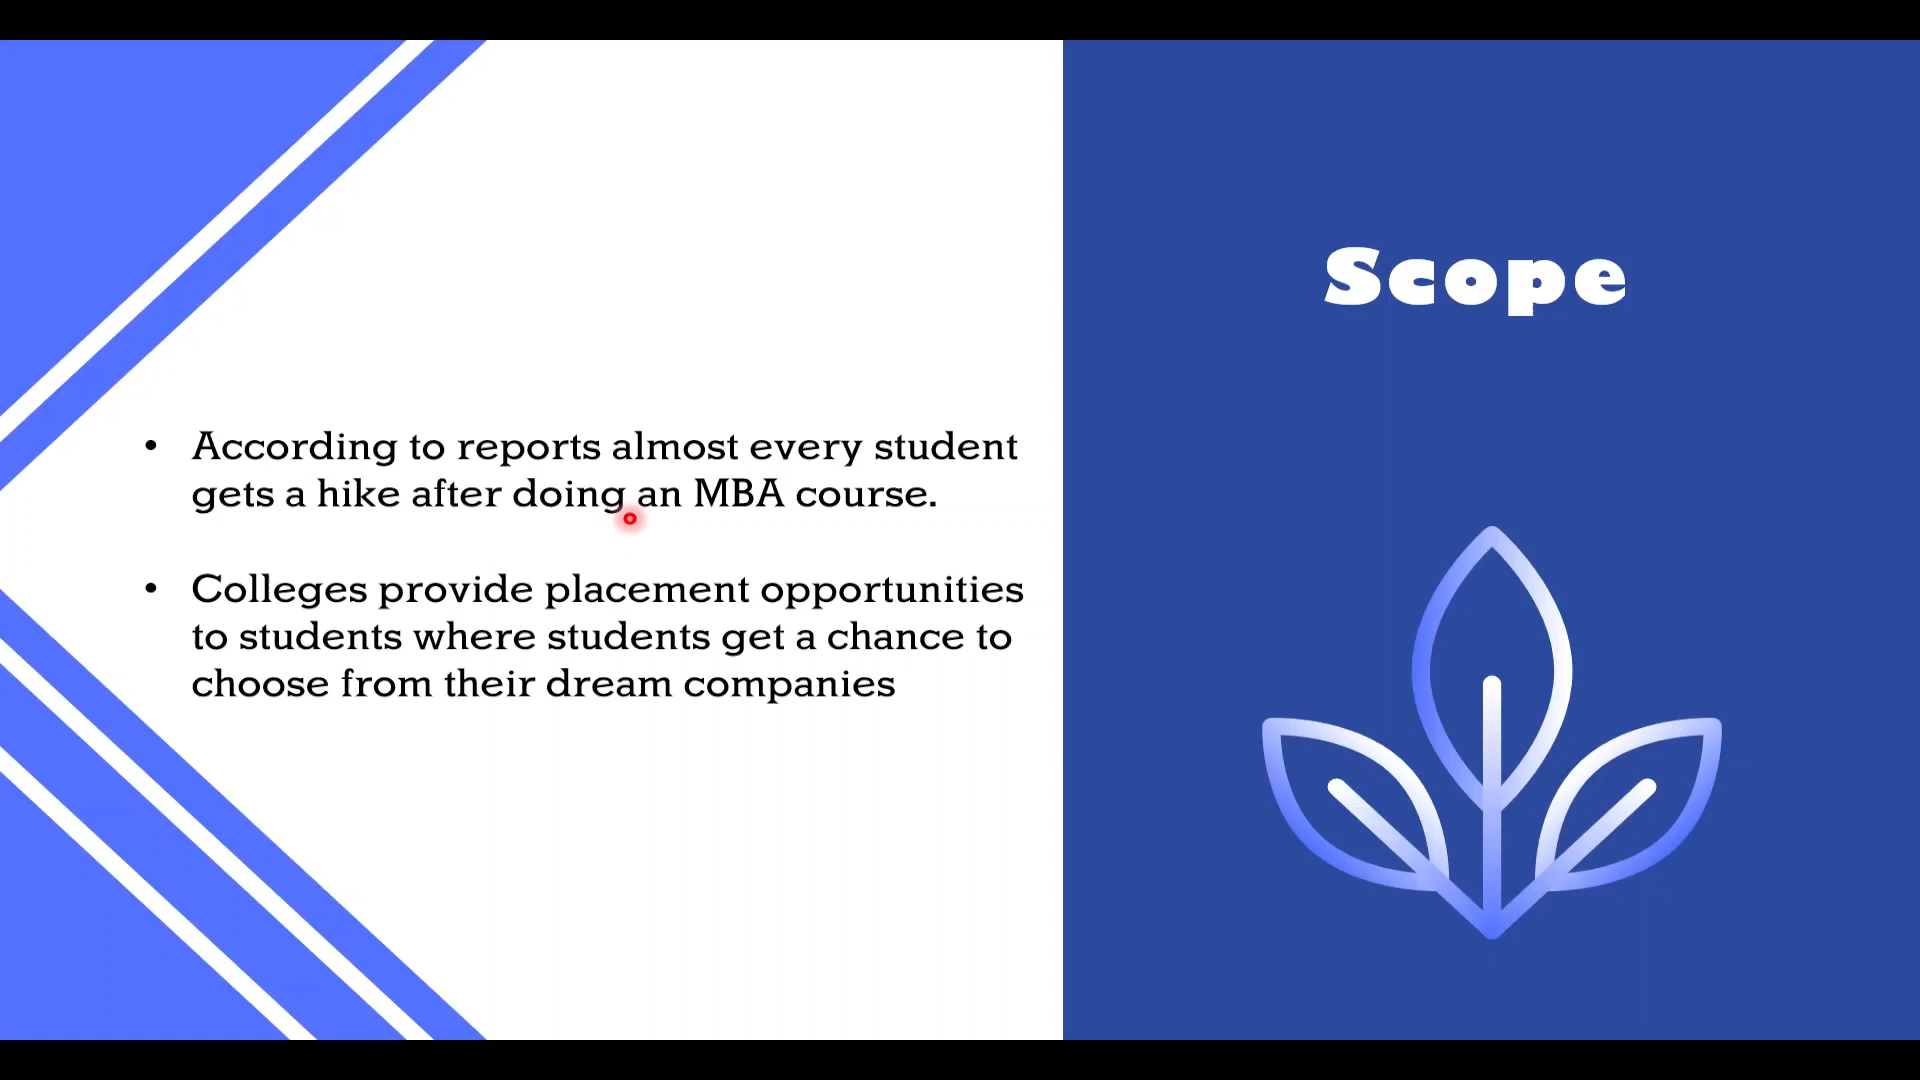 Scope
• According to reports almost every student
gets a hike after doing an MBA course.
• Colleges provide placement opportunities
to students where students get a chance to
choose from their dream companies